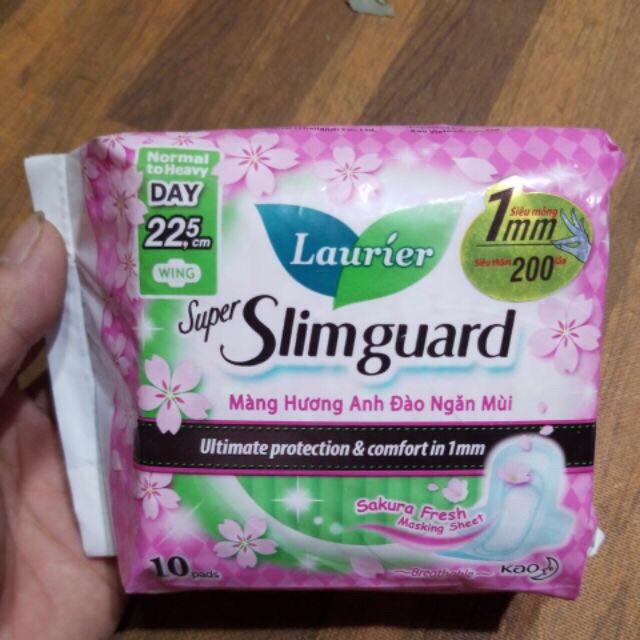 Normal
to Heavy
DAY
22,5 cm
WING
Laurier
1mm
Siêu mỏng
Siêu thấm 200 lần
Super
Slimguard
Màng Hương Anh Đào Ngăn Mùi
Ultimate protection & comfort in 1mm
Sakura Fresh
Masking Sheet
10 pads
Breathable
Kao